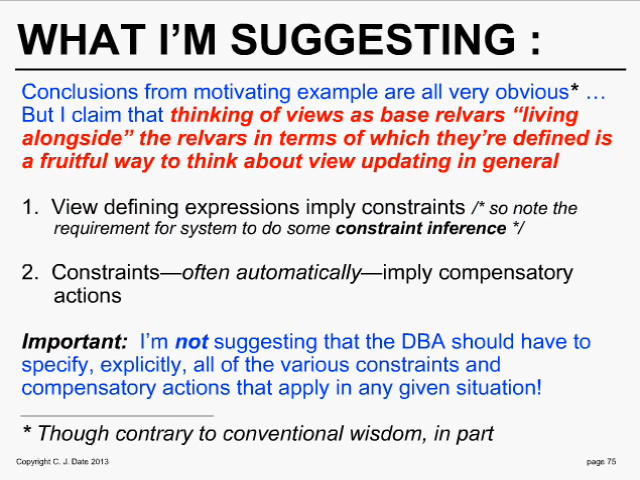 WHAT I'M SUGGESTING :
Conclusions from motivating example are all very obvious* …
But I claim that thinking of views as base relvars “living
alongside” the relvars in terms of which they’re defined is
a fruitful way to think about view updating in general
1. View defining expressions imply constraints /* so note the
requirement for system to do some constraint inference */
2. Constraints—often automatically—imply compensatory
actions
Important: I’m not suggesting that the DBA should have to
specify, explicitly, all of the various constraints and
compensatory actions that apply in any given situation!
* Though contrary to conventional wisdom, in part
Copyright C. J. Date 2013 page 75